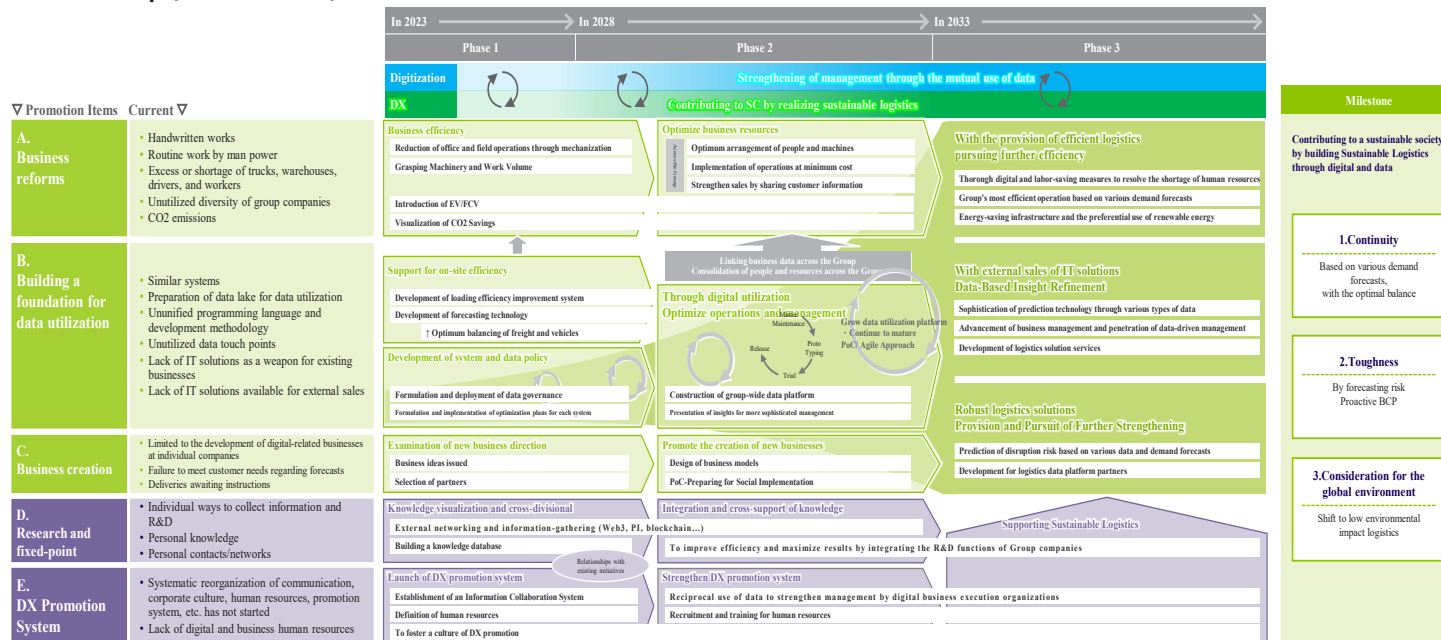 In 2023
In 2028
In 2033
Phase 1
Phase 2
Phase 3
Digitization
Strengthening of management through the mutual use of data
DX
Contributing to SC by realizing sustainable logistics
∇ Promotion Items
Current ∇
Milestone
A.
Business
reforms
• Handwritten works
• Routine work by man power
• Excess or shortage of trucks, warehouses,
drivers, and workers
• Unutilized diversity of group companies
• CO2 emissions
Business efficiency
Reduction of office and field operations through mechanization
Grasping Machinery and Work Volume
Introduction of EV/FCV
Visualization of CO2 Savings
Optimize business resources
Across the Group
Optimum arrangement of people and machines
Implementation of operations at minimum cost
Strengthen sales by sharing customer information
With the provision of efficient logistics
pursuing further efficiency
Thorough digital and labor-saving measures to resolve the shortage of human resources
Group's most efficient operation based on various demand forecasts
Energy-saving infrastructure and the preferential use of renewable energy
B.
Building a
foundation for
data utilization
• Similar systems
• Preparation of data lake for data utilization
• Ununified programming language and
development methodology
• Unutilized data touch points
• Lack of IT solutions as a weapon for existing
businesses
• Lack of IT solutions available for external sales
Support for on-site efficiency
Development of loading efficiency improvement system
Development of forecasting technology
↑ Optimum balancing of freight and vehicles
Development of system and data policy
Formulation and deployment of data governance
Formulation and implementation of optimization plans for each system
Linking business data across the Group
Consolidation of people and resources across the Group
Through digital utilization
Optimize operations and management
Maintenance
Proto
Typing
Trial
Release
Grow data utilization platform
・Continue to mature
PoC/ Agile Approach
Construction of group-wide data platform
Presentation of insights for more sophisticated management
With external sales of IT solutions
Data-Based Insight Refinement
Sophistication of prediction technology through various types of data
Advancement of business management and penetration of data-driven management
Development of logistics solution services
Robust logistics solutions
Provision and Pursuit of Further Strengthening
Prediction of disruption risk based on various data and demand forecasts
Development for logistics data platform partners
C.
Business creation
• Limited to the development of digital-related businesses
at individual companies
• Failure to meet customer needs regarding forecasts
• Deliveries awaiting instructions
Examination of new business direction
Business ideas issued
Selection of partners
Promote the creation of new businesses
Design of business models
PoC-Preparing for Social Implementation
D.
Research and
fixed-point
• Individual ways to collect information and
R&D
• Personal knowledge
• Personal contacts/networks
Knowledge visualization and cross-divisional
External networking and information-gathering (Web3, PI, blockchain…)
Building a knowledge database
Integration and cross-support of knowledge
To improve efficiency and maximize results by integrating the R&D functions of Group companies
Supporting Sustainable Logistics
Relationships with
existing initiatives
E.
DX Promotion
System
• Systematic reorganization of communication,
corporate culture, human resources, promotion
system, etc. has not started
• Lack of digital and business human resources
Launch of DX promotion system
Establishment of an Information Collaboration System
Definition of human resources
To foster a culture of DX promotion
Strengthen DX promotion system
Reciprocal use of data to strengthen management by digital business execution organizations
Recruitment and training for human resources
Contributing to a sustainable society
by building Sustainable Logistics
through digital and data
1.Continuity
Based on various demand
forecasts,
with the optimal balance
2.Toughness
By forecasting risk
Proactive BCP
3.Consideration for the
global environment
Shift to low environmental
impact logistics